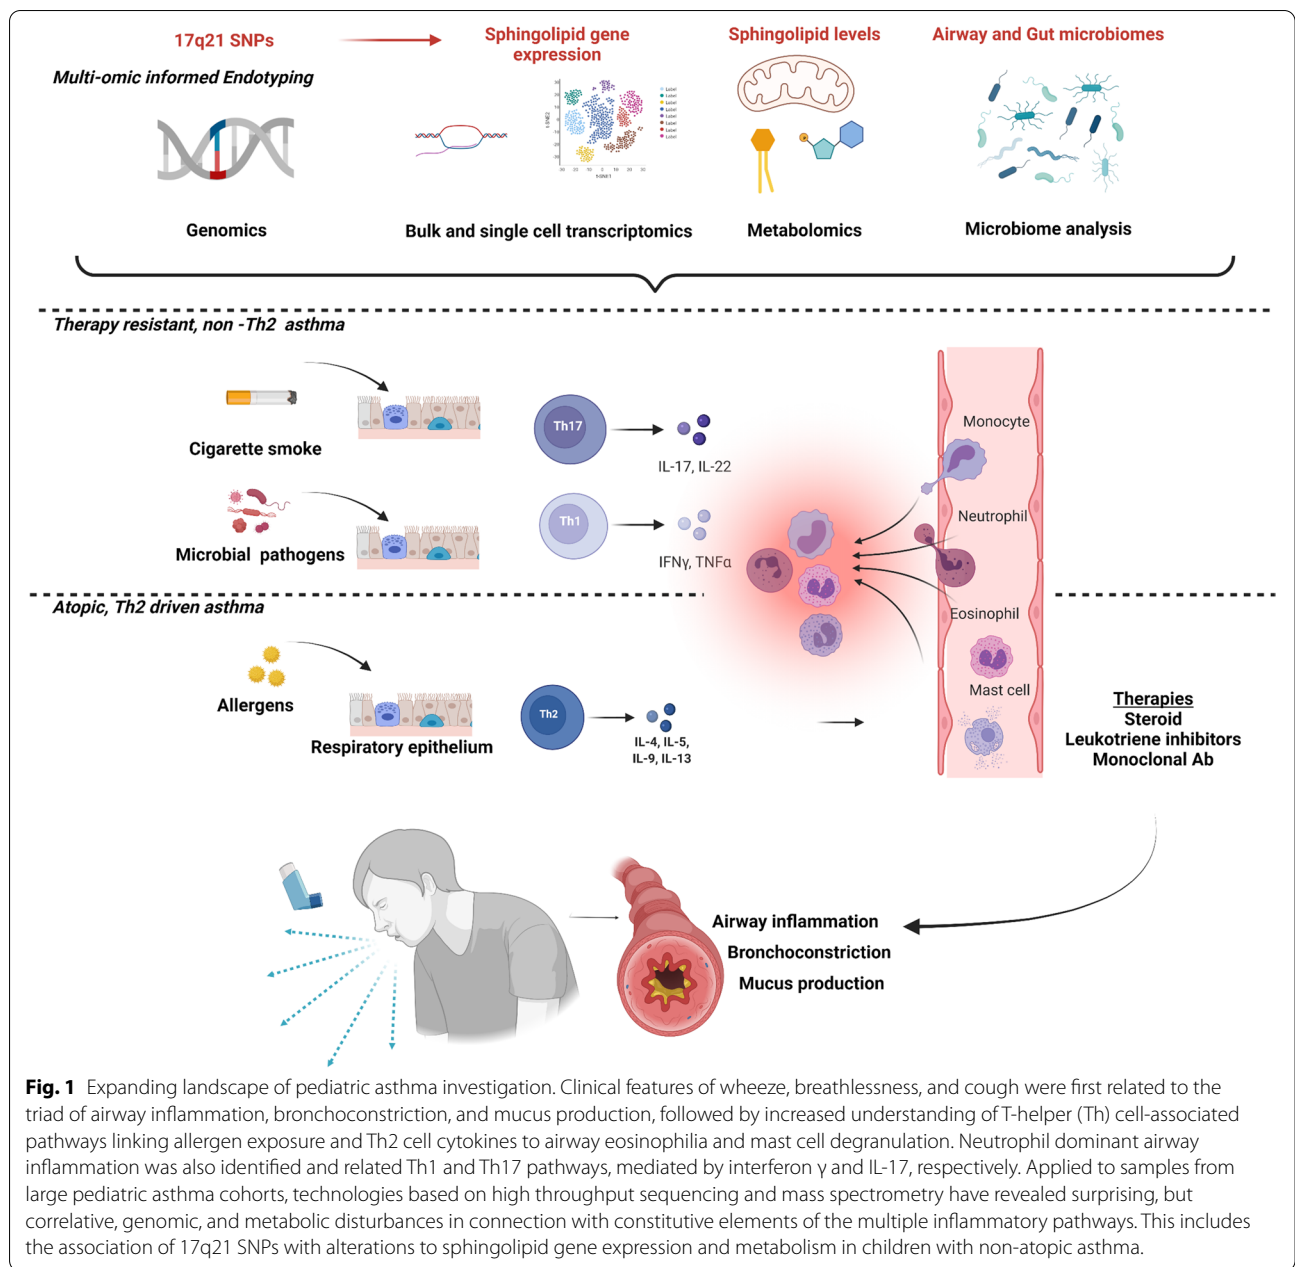 17q21 SNPs
Sphingolipid gene
expression
Sphingolipid levels
Airway and Gut microbiomes
Multi-omic informed Endotyping
t-SNE2
t-SNE1
Label
Label
Label
Label
Label
Label
Label
Label
Genomics
Bulk and single cell transcriptomics
Metabolomics
Microbiome analysis
Therapy resistant, non -Th2 asthma
Cigarette smoke
Th17
IL-17, IL-22
Microbial pathogens
Th1
IFNγ, TNFα
Monocyte
Neutrophil
Eosinophil
Mast cell
Atopic, Th2 driven asthma
Allergens
Respiratory epithelium
Th2
IL-4, IL-5,
IL-9, IL-13
Therapies
Steroid
Leukotriene inhibitors
Monoclonal Ab
Airway inflammation
Bronchoconstriction
Mucus production
Fig. 1 Expanding landscape of pediatric asthma investigation. Clinical features of wheeze, breathlessness, and cough were first related to the
triad of airway inflammation, bronchoconstriction, and mucus production, followed by increased understanding of T-helper (Th) cell-associated
pathways linking allergen exposure and Th2 cell cytokines to airway eosinophilia and mast cell degranulation. Neutrophil dominant airway
inflammation was also identified and related Th1 and Th17 pathways, mediated by interferon γ and IL-17, respectively. Applied to samples from
large pediatric asthma cohorts, technologies based on high throughput sequencing and mass spectrometry have revealed surprising, but
correlative, genomic, and metabolic disturbances in connection with constitutive elements of the multiple inflammatory pathways. This includes
the association of 17q21 SNPs with alterations to sphingolipid gene expression and metabolism in children with non-atopic asthma.